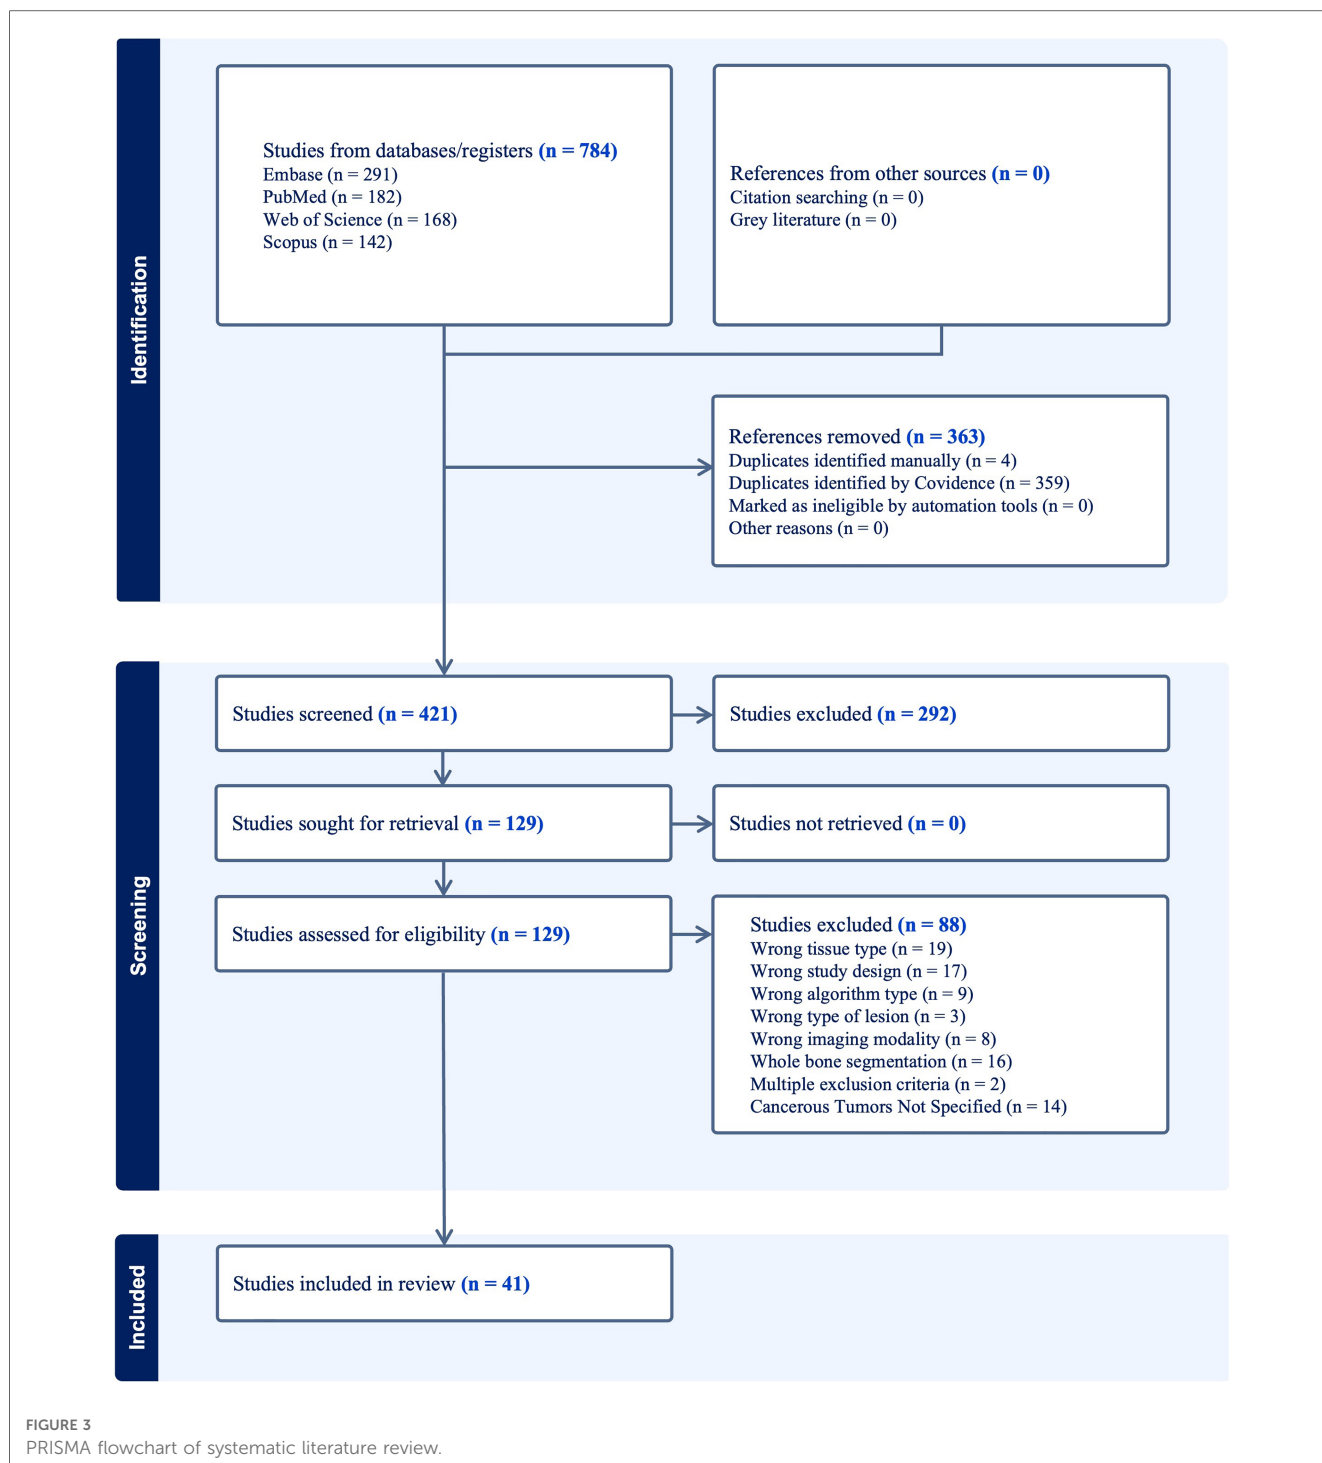 Identification
Studies from databases/registers (n = 784)
Embase (n = 291)
PubMed (n = 182)
Web of Science (n = 168)
Scopus (n = 142)
References from other sources (n = 0)
Citation searching (n = 0)
Grey literature (n = 0)
References removed (n = 363)
Duplicates identified manually (n = 4)
Duplicates identified by Covidence (n = 359)
Marked as ineligible by automation tools (n = 0)
Other reasons (n = 0)
Screening
Studies screened (n = 421)
Studies excluded (n = 292)
Studies sought for retrieval (n = 129)
Studies not retrieved (n = 0)
Studies assessed for eligibility (n = 129)
Studies excluded (n = 88)
Wrong tissue type (n = 19)
Wrong study design (n = 17)
Wrong algorithm type (n = 9)
Wrong type of lesion (n = 3)
Wrong imaging modality (n = 8)
Whole bone segmentation (n = 16)
Multiple exclusion criteria (n = 2)
Cancerous Tumors Not Specified (n = 14)
Included
Studies included in review (n = 41)
FIGURE 3
PRISMA flowchart of systematic literature review.